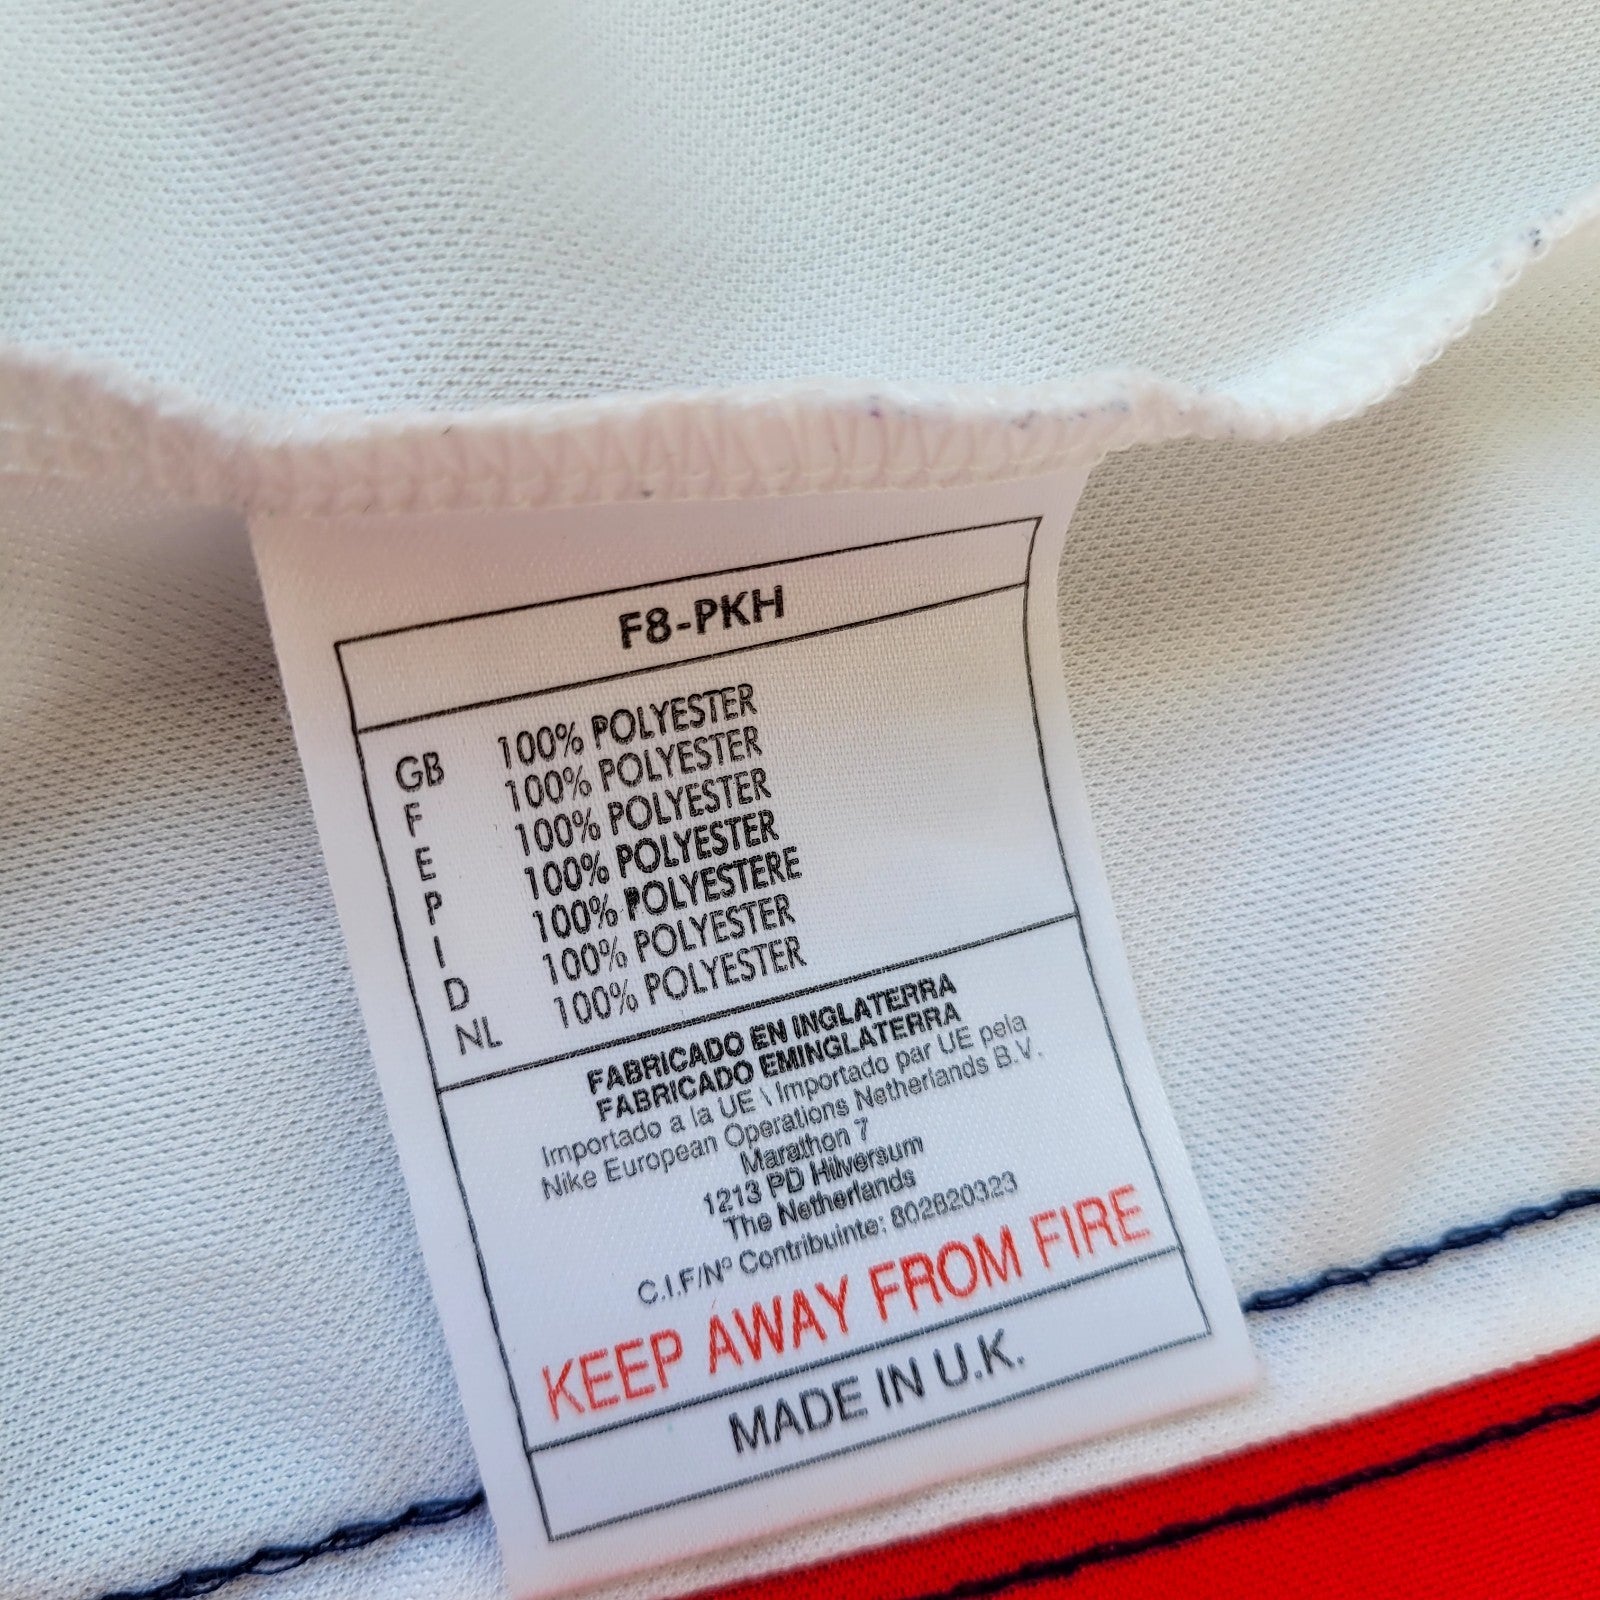 F8-PKH
GB 100% POLYESTER
F 100% POLYESTER
E 100% POLYESTER
P 100% POLYESTER
I 100% POLYESTERE
D 100% POLYESTER
NL 100% POLYESTER
FABRICADO EN INGLATERRA
FABRICADO EMINGLATERRA
Importado a la UE \ Importado par UE pela
Nike European Operations Netherlands B.V.
Marathon 7
1213 PD Hilversum
The Netherlands
C.I.F/Nº Contribuinte: 802820323
KEEP AWAY FROM FIRE
MADE IN U.K.